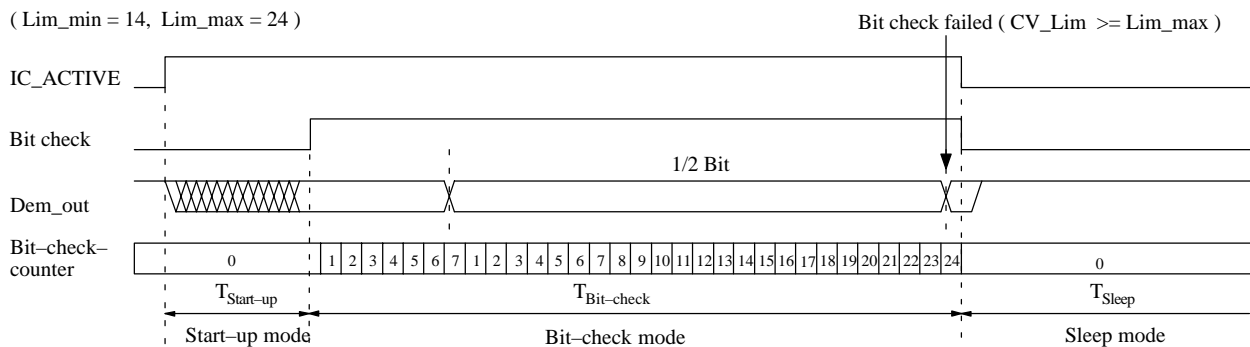 ( Lim_min = 14, Lim_max = 24 )
Bit check failed ( CV_Lim >= Lim_max )
IC_ACTIVE
Bit check
1/2 Bit
Dem_out
Bit–check–
counter
0 1 2 3 4 5 6 7 1 2 3 4 5 6 7 8 9 10 11 12 13 14 15 16 17 18 19 20 21 22 23 24 0
TStart–up TBit–check TSleep
Start–up mode Bit–check mode Sleep mode